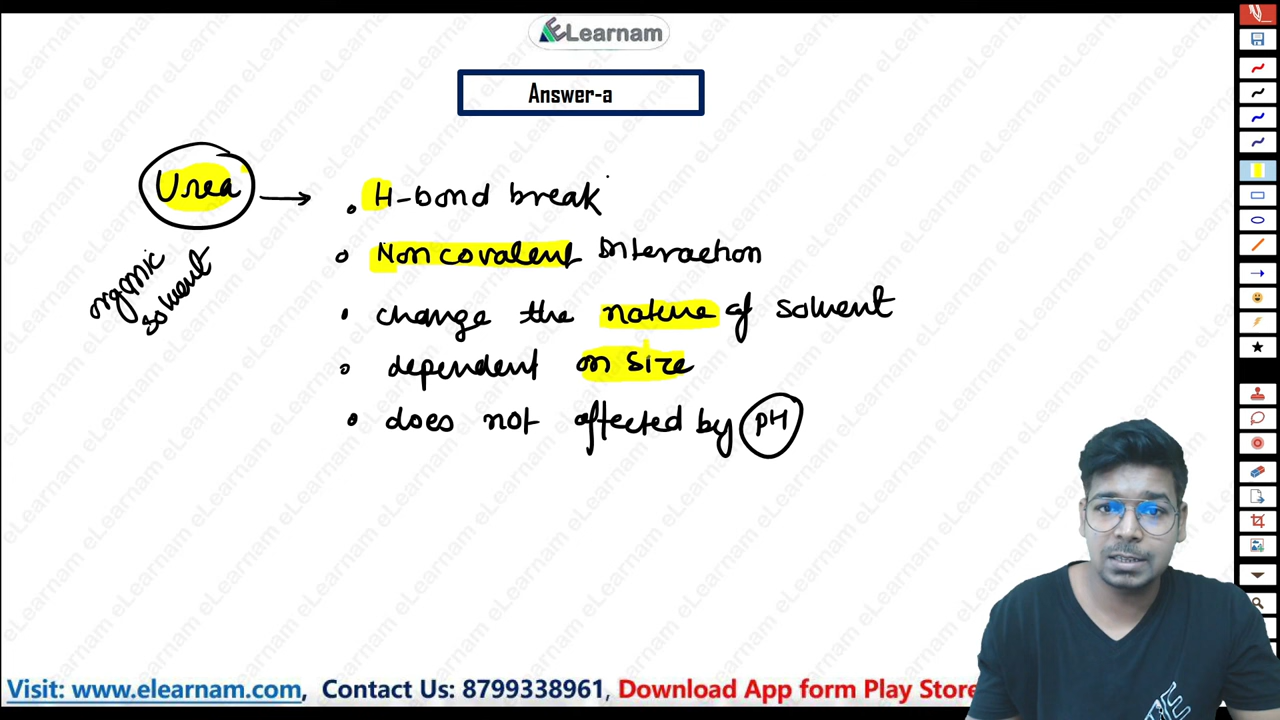 ELearnam
Answer-a
Urea
organic
solvent
• H-bond break
• Non covalent Interaction
• change the nature of solvent
• dependent on size
• does not affected by pH
Visit: www.elearnam.com, Contact Us: 8799338961, Download App form Play Store